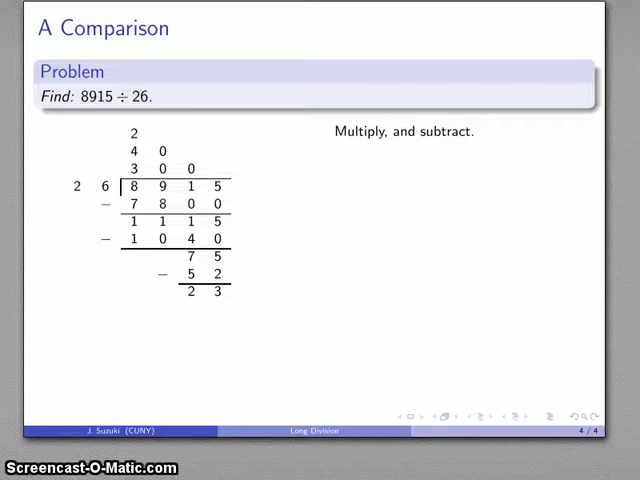 A Comparison
Problem
Find: 8915 ÷ 26.
Multiply, and subtract.
2
4 0
3 0 0
2 6 8 9 1 5
− 7 8 0 0
1 1 1 5
− 1 0 4 0
7 5
− 5 2
2 3
J. Suzuki (CUNY) Long Division 4 / 4
Screencast-O-Matic.com